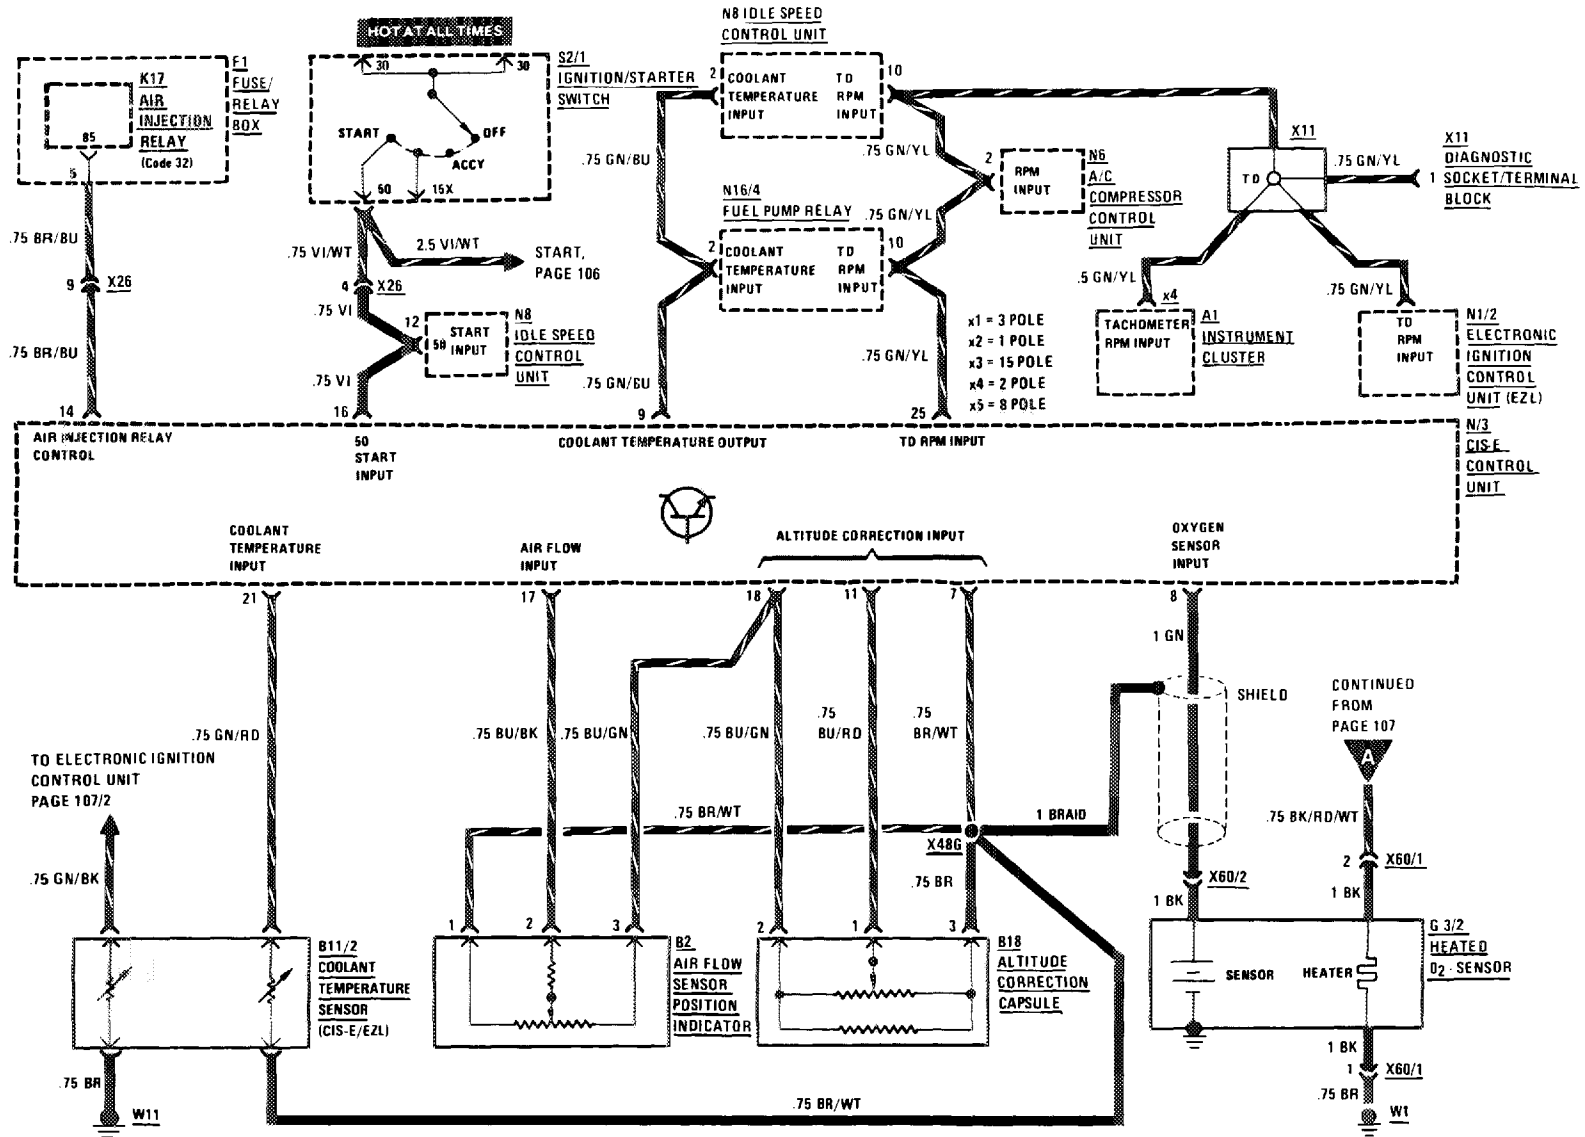 HOT AT ALL TIMES
N8 IDLE SPEED
CONTROL UNIT
F1
FUSE/
RELAY
BOX
K17
AIR
INJECTION
RELAY
(Code 32)
85
5
.75 BR/BU
9
X26
.75 BR/BU
14
30
30
S2/1
IGNITION/STARTER
SWITCH
START
OFF
ACCY
50
15X
.75 VI/WT
2.5 VI/WT
START,
PAGE 106
4
X26
.75 VI
12
50
START
INPUT
N8
IDLE SPEED
CONTROL
UNIT
.75 VI
16
2
COOLANT
TEMPERATURE
INPUT
TD
RPM
INPUT
10
.75 GN/BU
.75 GN/YL
N16/4
FUEL PUMP RELAY
2
COOLANT
TEMPERATURE
INPUT
TD
RPM
INPUT
10
.75 GN/YL
.75 GN/BU
.75 GN/YL
9
25
2
RPM
INPUT
N6
A/C
COMPRESSOR
CONTROL
UNIT
X11
TD
.75 GN/YL
1
X11
DIAGNOSTIC
SOCKET/TERMINAL
BLOCK
.5 GN/YL
x4
.75 GN/YL
TACHOMETER
RPM INPUT
A1
INSTRUMENT
CLUSTER
TD
RPM
INPUT
N1/2
ELECTRONIC
IGNITION
CONTROL
UNIT (EZL)
x1 = 3 POLE
x2 = 1 POLE
x3 = 15 POLE
x4 = 2 POLE
x5 = 8 POLE
AIR INJECTION RELAY
CONTROL
50
START
INPUT
COOLANT TEMPERATURE OUTPUT
TD RPM INPUT
N/3
CIS-E
CONTROL
UNIT
COOLANT
TEMPERATURE
INPUT
AIR FLOW
INPUT
ALTITUDE CORRECTION INPUT
OXYGEN
SENSOR
INPUT
21
17
18
11
7
8
1 GN
SHIELD
CONTINUED
FROM
PAGE 107
A
.75 GN/RD
.75 BU/BK
.75 BU/GN
.75 BU/GN
.75
BU/RD
.75
BR/WT
TO ELECTRONIC IGNITION
CONTROL UNIT
PAGE 107/2
.75 BR/WT
1 BRAID
.75 BK/RD/WT
X48G
.75 GN/BK
.75 BR
X60/2
1 BK
2
X60/1
1 BK
1
2
3
2
1
3
B11/2
COOLANT
TEMPERATURE
SENSOR
(CIS-E/EZL)
B2
AIR FLOW
SENSOR
POSITION
INDICATOR
B18
ALTITUDE
CORRECTION
CAPSULE
SENSOR
HEATER
G 3/2
HEATED
O2 - SENSOR
1 BK
1
X60/1
.75 BR
W1
.75 BR
W11
.75 BR/WT